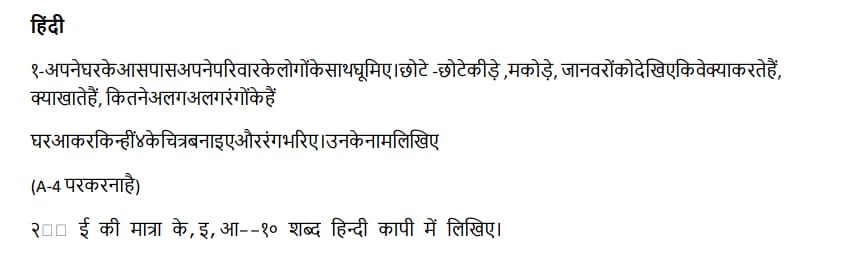 हिंदी
१-अपनेघरकेआसपासअपनेपरिवारकेलोगोंकेसाथघूमिए।छोटे -छोटेकीड़े ,मकोड़े, जानवरोंकोदेखिएकिवेक्याकरतेहैं,
क्याखातेहैं, कितनेअलगअलगरंगोंकेहैं
घरआकरकिन्हीं४केचित्रबनाइएऔररंगभरिए।उनकेनामलिखिए
(A-4 परकरनाहै)
२□□ ई की मात्रा के, इ, आ--१० शब्द हिन्दी कापी में लिखिए।